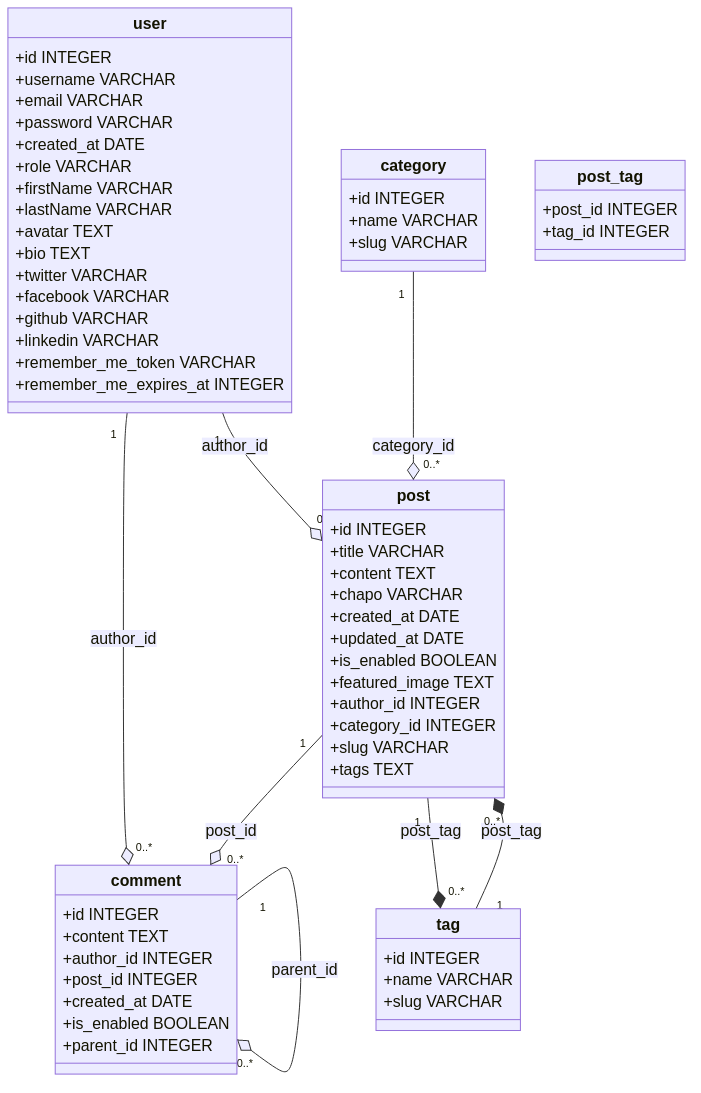 user
+id INTEGER
+username VARCHAR
+email VARCHAR
+password VARCHAR
+created_at DATE
+role VARCHAR
+firstName VARCHAR
+lastName VARCHAR
+avatar TEXT
+bio TEXT
+twitter VARCHAR
+facebook VARCHAR
+github VARCHAR
+linkedin VARCHAR
+remember_me_token VARCHAR
+remember_me_expires_at INTEGER
category
+id INTEGER
+name VARCHAR
+slug VARCHAR
post_tag
+post_id INTEGER
+tag_id INTEGER
1
1
1
author_id
category_id
0..*
0
post
+id INTEGER
+title VARCHAR
+content TEXT
+chapo VARCHAR
+created_at DATE
+updated_at DATE
+is_enabled BOOLEAN
+featured_image TEXT
+author_id INTEGER
+category_id INTEGER
+slug VARCHAR
+tags TEXT
author_id
1
post_id
1
post_tag
0..*
post_tag
0..*
0..*
0..*
1
comment
+id INTEGER
+content TEXT
+author_id INTEGER
+post_id INTEGER
+created_at DATE
+is_enabled BOOLEAN
+parent_id INTEGER
1
parent_id
0..*
tag
+id INTEGER
+name VARCHAR
+slug VARCHAR